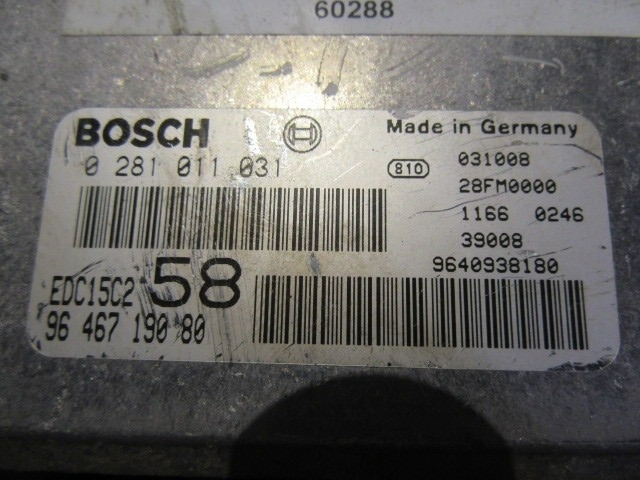 60288
BOSCH
Made in Germany
0 281 011 031
810
031008
28FM0000
1166 0246
39008
9640938180
EDC15C2 58
96 467 190 80